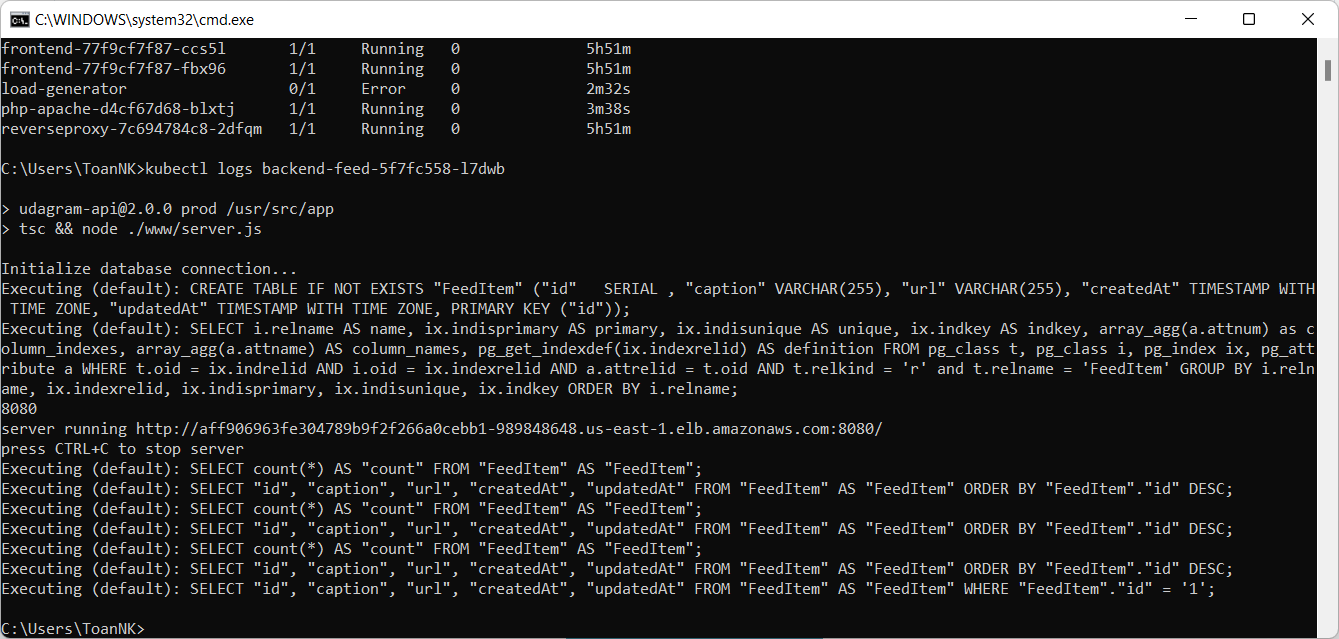 C:\WINDOWS\system32\cmd.exe
frontend-77f9cf7f87-ccs5l 1/1 Running 0 5h51m
frontend-77f9cf7f87-fbx96 1/1 Running 0 5h51m
load-generator 0/1 Error 0 2m32s
php-apache-d4cf67d68-blxtj 1/1 Running 0 3m38s
reverseproxy-7c694784c8-2dfqm 1/1 Running 0 5h51m
C:\Users\ToanNK>kubectl logs backend-feed-5f7fc558-l7dwb
> udagram-api@2.0.0 prod /usr/src/app
> tsc && node ./www/server.js
Initialize database connection...
Executing (default): CREATE TABLE IF NOT EXISTS "FeedItem" ("id"   SERIAL , "caption" VARCHAR(255), "url" VARCHAR(255), "createdAt" TIMESTAMP WITH
 TIME ZONE, "updatedAt" TIMESTAMP WITH TIME ZONE, PRIMARY KEY ("id"));
Executing (default): SELECT i.relname AS name, ix.indisprimary AS primary, ix.indisunique AS unique, ix.indkey AS indkey, array_agg(a.attnum) as c
olumn_indexes, array_agg(a.attname) AS column_names, pg_get_indexdef(ix.indexrelid) AS definition FROM pg_class t, pg_class i, pg_index ix, pg_att
ribute a WHERE t.oid = ix.indrelid AND i.oid = ix.indexrelid AND a.attrelid = t.oid AND t.relkind = 'r' and t.relname = 'FeedItem' GROUP BY i.reln
ame, ix.indexrelid, ix.indisprimary, ix.indisunique, ix.indkey ORDER BY i.relname;
8080
server running http://aff906963fe304789b9f2f266a0cebb1-989848648.us-east-1.elb.amazonaws.com:8080/
press CTRL+C to stop server
Executing (default): SELECT count(*) AS "count" FROM "FeedItem" AS "FeedItem";
Executing (default): SELECT "id", "caption", "url", "createdAt", "updatedAt" FROM "FeedItem" AS "FeedItem" ORDER BY "FeedItem"."id" DESC;
Executing (default): SELECT count(*) AS "count" FROM "FeedItem" AS "FeedItem";
Executing (default): SELECT "id", "caption", "url", "createdAt", "updatedAt" FROM "FeedItem" AS "FeedItem" ORDER BY "FeedItem"."id" DESC;
Executing (default): SELECT count(*) AS "count" FROM "FeedItem" AS "FeedItem";
Executing (default): SELECT "id", "caption", "url", "createdAt", "updatedAt" FROM "FeedItem" AS "FeedItem" ORDER BY "FeedItem"."id" DESC;
Executing (default): SELECT "id", "caption", "url", "createdAt", "updatedAt" FROM "FeedItem" AS "FeedItem" WHERE "FeedItem"."id" = '1';
C:\Users\ToanNK>